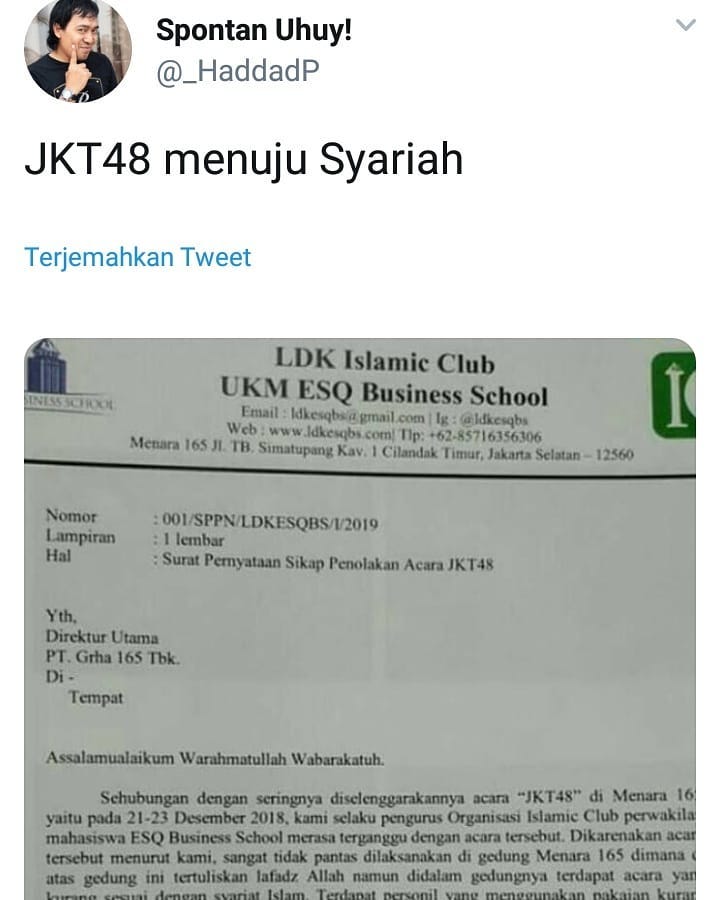 Spontan Uhuy!
@_HaddadP
JKT48 menuju Syariah
Terjemahkan Tweet
LDK Islamic Club
UKM ESQ Business School
Email : ldkesqbs@gmail.com | Ig : @ldkesqbs
Web : www.ldkesqbs.com| Tlp: +62-85716356306
Menara 165 Jl. TB. Simatupang Kav. 1 Cilandak Timur, Jakarta Selatan – 12560
INESS SCHOOL
Nomor : 001/SPPN/LDKESQBS/I/2019
Lampiran : 1 lembar
Hal : Surat Pernyataan Sikap Penolakan Acara JKT48
Yth,
Direktur Utama
PT. Grha 165 Tbk.
Di -
Tempat
Assalamualaikum Warahmatullah Wabarakatuh.
Sehubungan dengan seringnya diselenggarakannya acara “JKT48” di Menara 16
yaitu pada 21-23 Desember 2018, kami selaku pengurus Organisasi Islamic Club perwakila
mahasiswa ESQ Business School merasa terganggu dengan acara tersebut. Dikarenakan acar
tersebut menurut kami, sangat tidak pantas dilaksanakan di gedung Menara 165 dimana
atas gedung ini tertuliskan lafadz Allah namun didalam gedungnya terdapat acara yan
kurang sesuai dengan syariat Islam. Terdapat personil yang menggunakan pakaian kuran